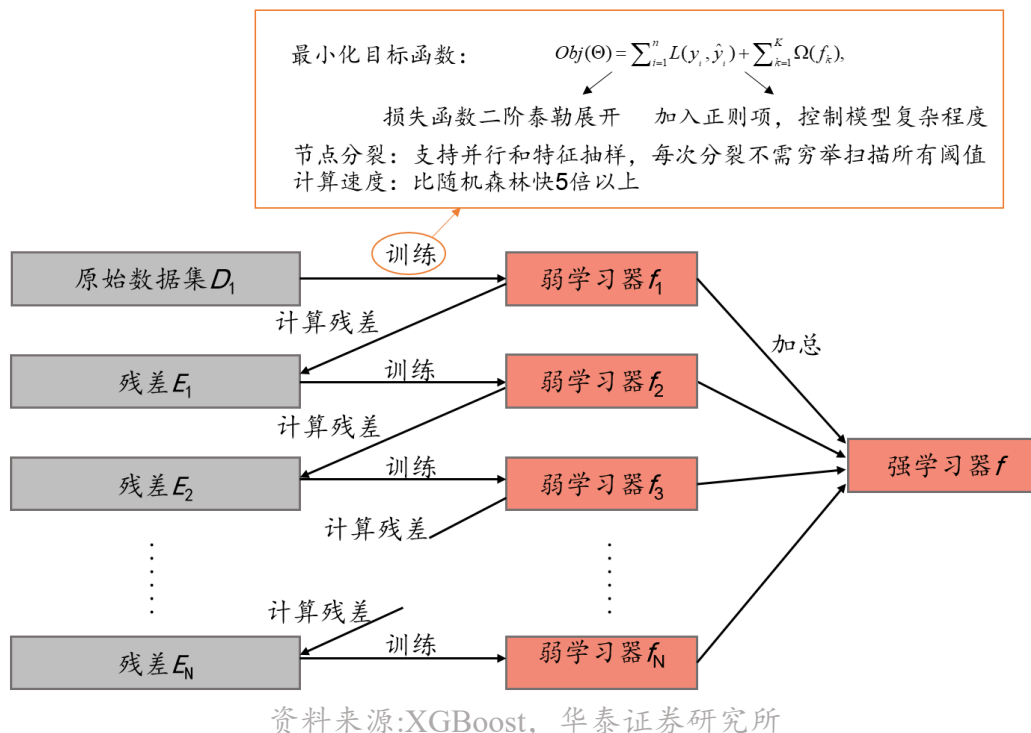 最小化目标函数： Obj(Θ) = ∑ⁿᵢ₌₁ L(yᵢ, ŷᵢ) + ∑ᴷₖ₌₁ Ω(fₖ),
损失函数二阶泰勒展开 加入正则项，控制模型复杂程度
节点分裂：支持并行和特征抽样，每次分裂不需穷举扫描所有阈值
计算速度：比随机森林快5倍以上
训练
原始数据集D₁
弱学习器f₁
计算残差
加总
残差E₁
训练
弱学习器f₂
计算残差
残差E₂
训练
弱学习器f₃
强学习器f
计算残差
计算残差
残差E_N
训练
弱学习器f_N
资料来源:XGBoost，华泰证券研究所